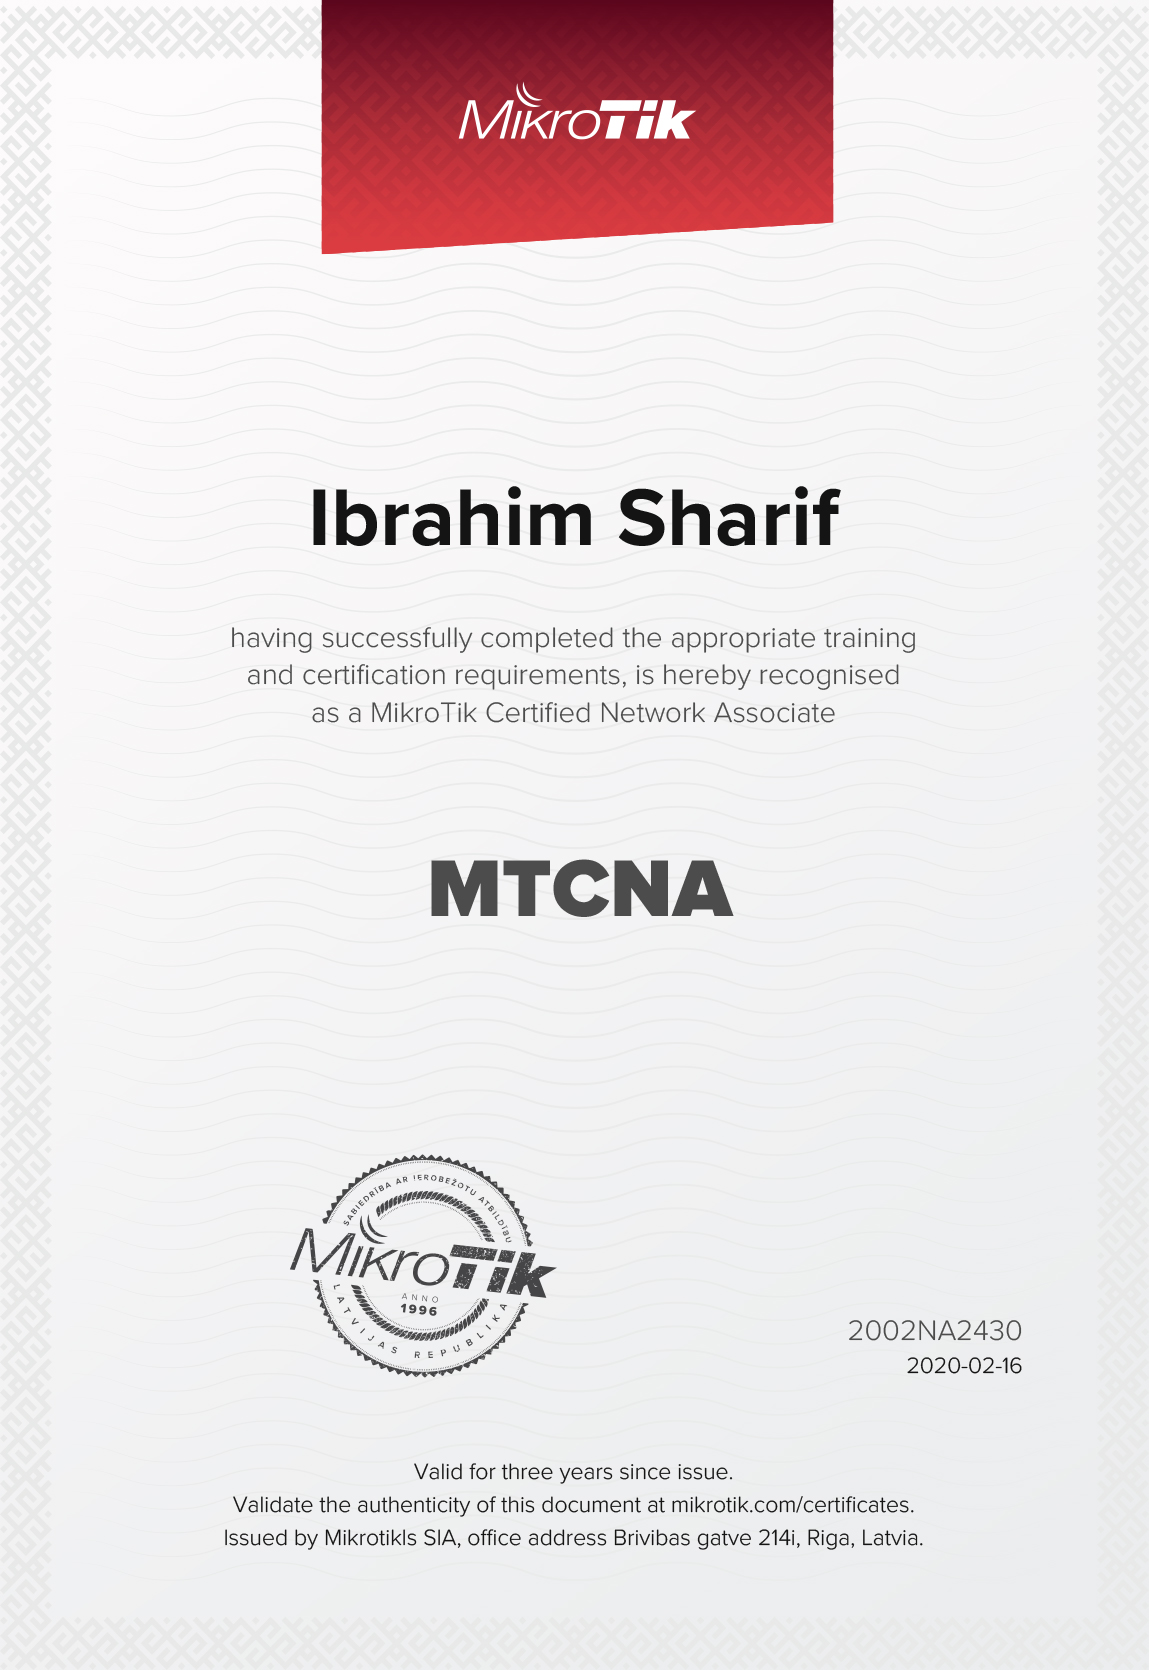 MikroTik
Ibrahim Sharif
having successfully completed the appropriate training
and certification requirements, is hereby recognised
as a MikroTik Certified Network Associate
MTCNA
SABIEDRĪBA AR IEROBEŽOTU ATBILDĪBU
MikroTik
ANNO
1996
LATVIJAS REPUBLIKA
2002NA2430
2020-02-16
Valid for three years since issue.
Validate the authenticity of this document at mikrotik.com/certificates.
Issued by Mikrotikls SIA, office address Brivibas gatve 214i, Riga, Latvia.